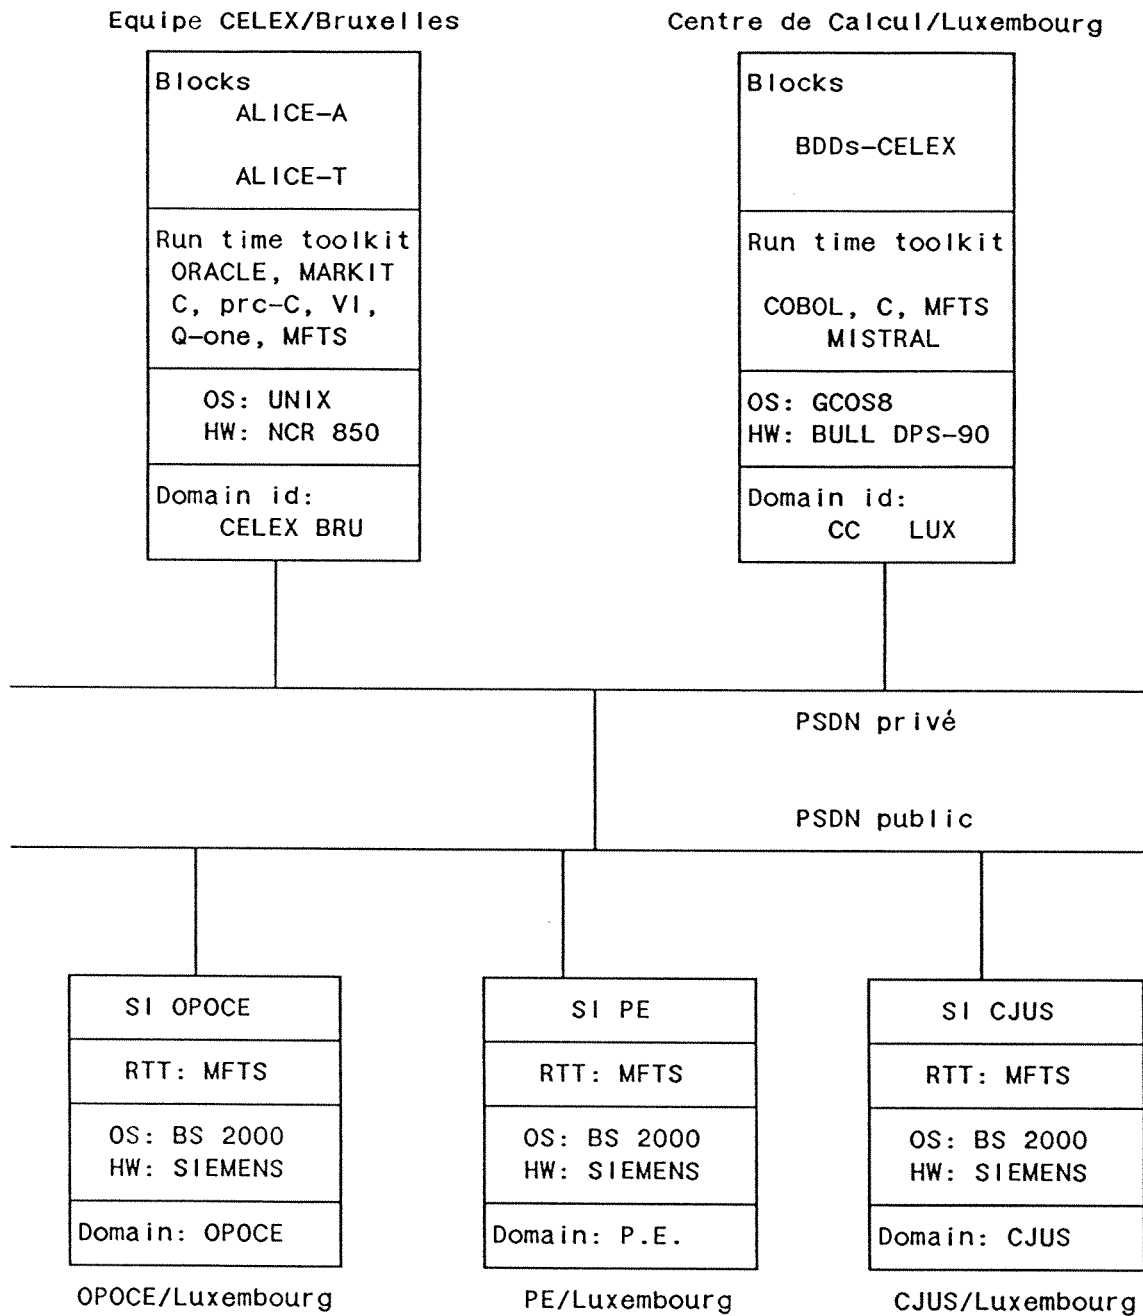 Equipe CELEX/Bruxelles
Blocks
ALICE-A
ALICE-T
Run time toolkit
ORACLE, MARKIT
C, prc-C, VI,
Q-one, MFTS
OS: UNIX
HW: NCR 850
Domain id:
CELEX BRU
Centre de Calcul/Luxembourg
Blocks
BDDs-CELEX
Run time toolkit
COBOL, C, MFTS
MISTRAL
OS: GCOS8
HW: BULL DPS-90
Domain id:
CC LUX
PSDN privé
PSDN public
SI OPOCE
RTT: MFTS
OS: BS 2000
HW: SIEMENS
Domain: OPOCE
OPOCE/Luxembourg
SI PE
RTT: MFTS
OS: BS 2000
HW: SIEMENS
Domain: P.E.
PE/Luxembourg
SI CJUS
RTT: MFTS
OS: BS 2000
HW: SIEMENS
Domain: CJUS
CJUS/Luxembourg